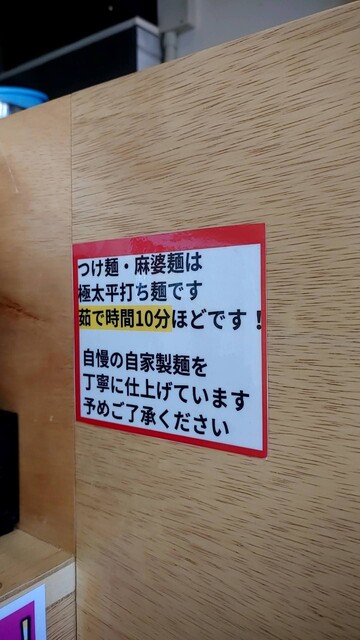 つけ麺・麻婆麺は
極太平打ち麺です
茹で時間10分ほどです！
自慢の自家製麺を
丁寧に仕上げています
予めご了承ください
！